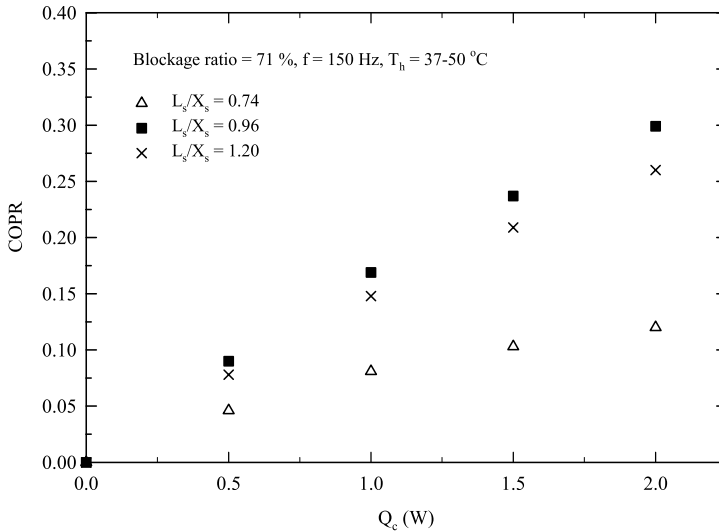 0.40
0.35
0.30
0.25
0.20
0.15
0.10
0.05
0.00
COPR
Blockage ratio = 71 %, f = 150 Hz, Tₕ = 37-50 °C
Lₛ/Xₛ = 0.74
Lₛ/Xₛ = 0.96
Lₛ/Xₛ = 1.20
0.0 0.5 1.0 1.5 2.0
Q_c (W)